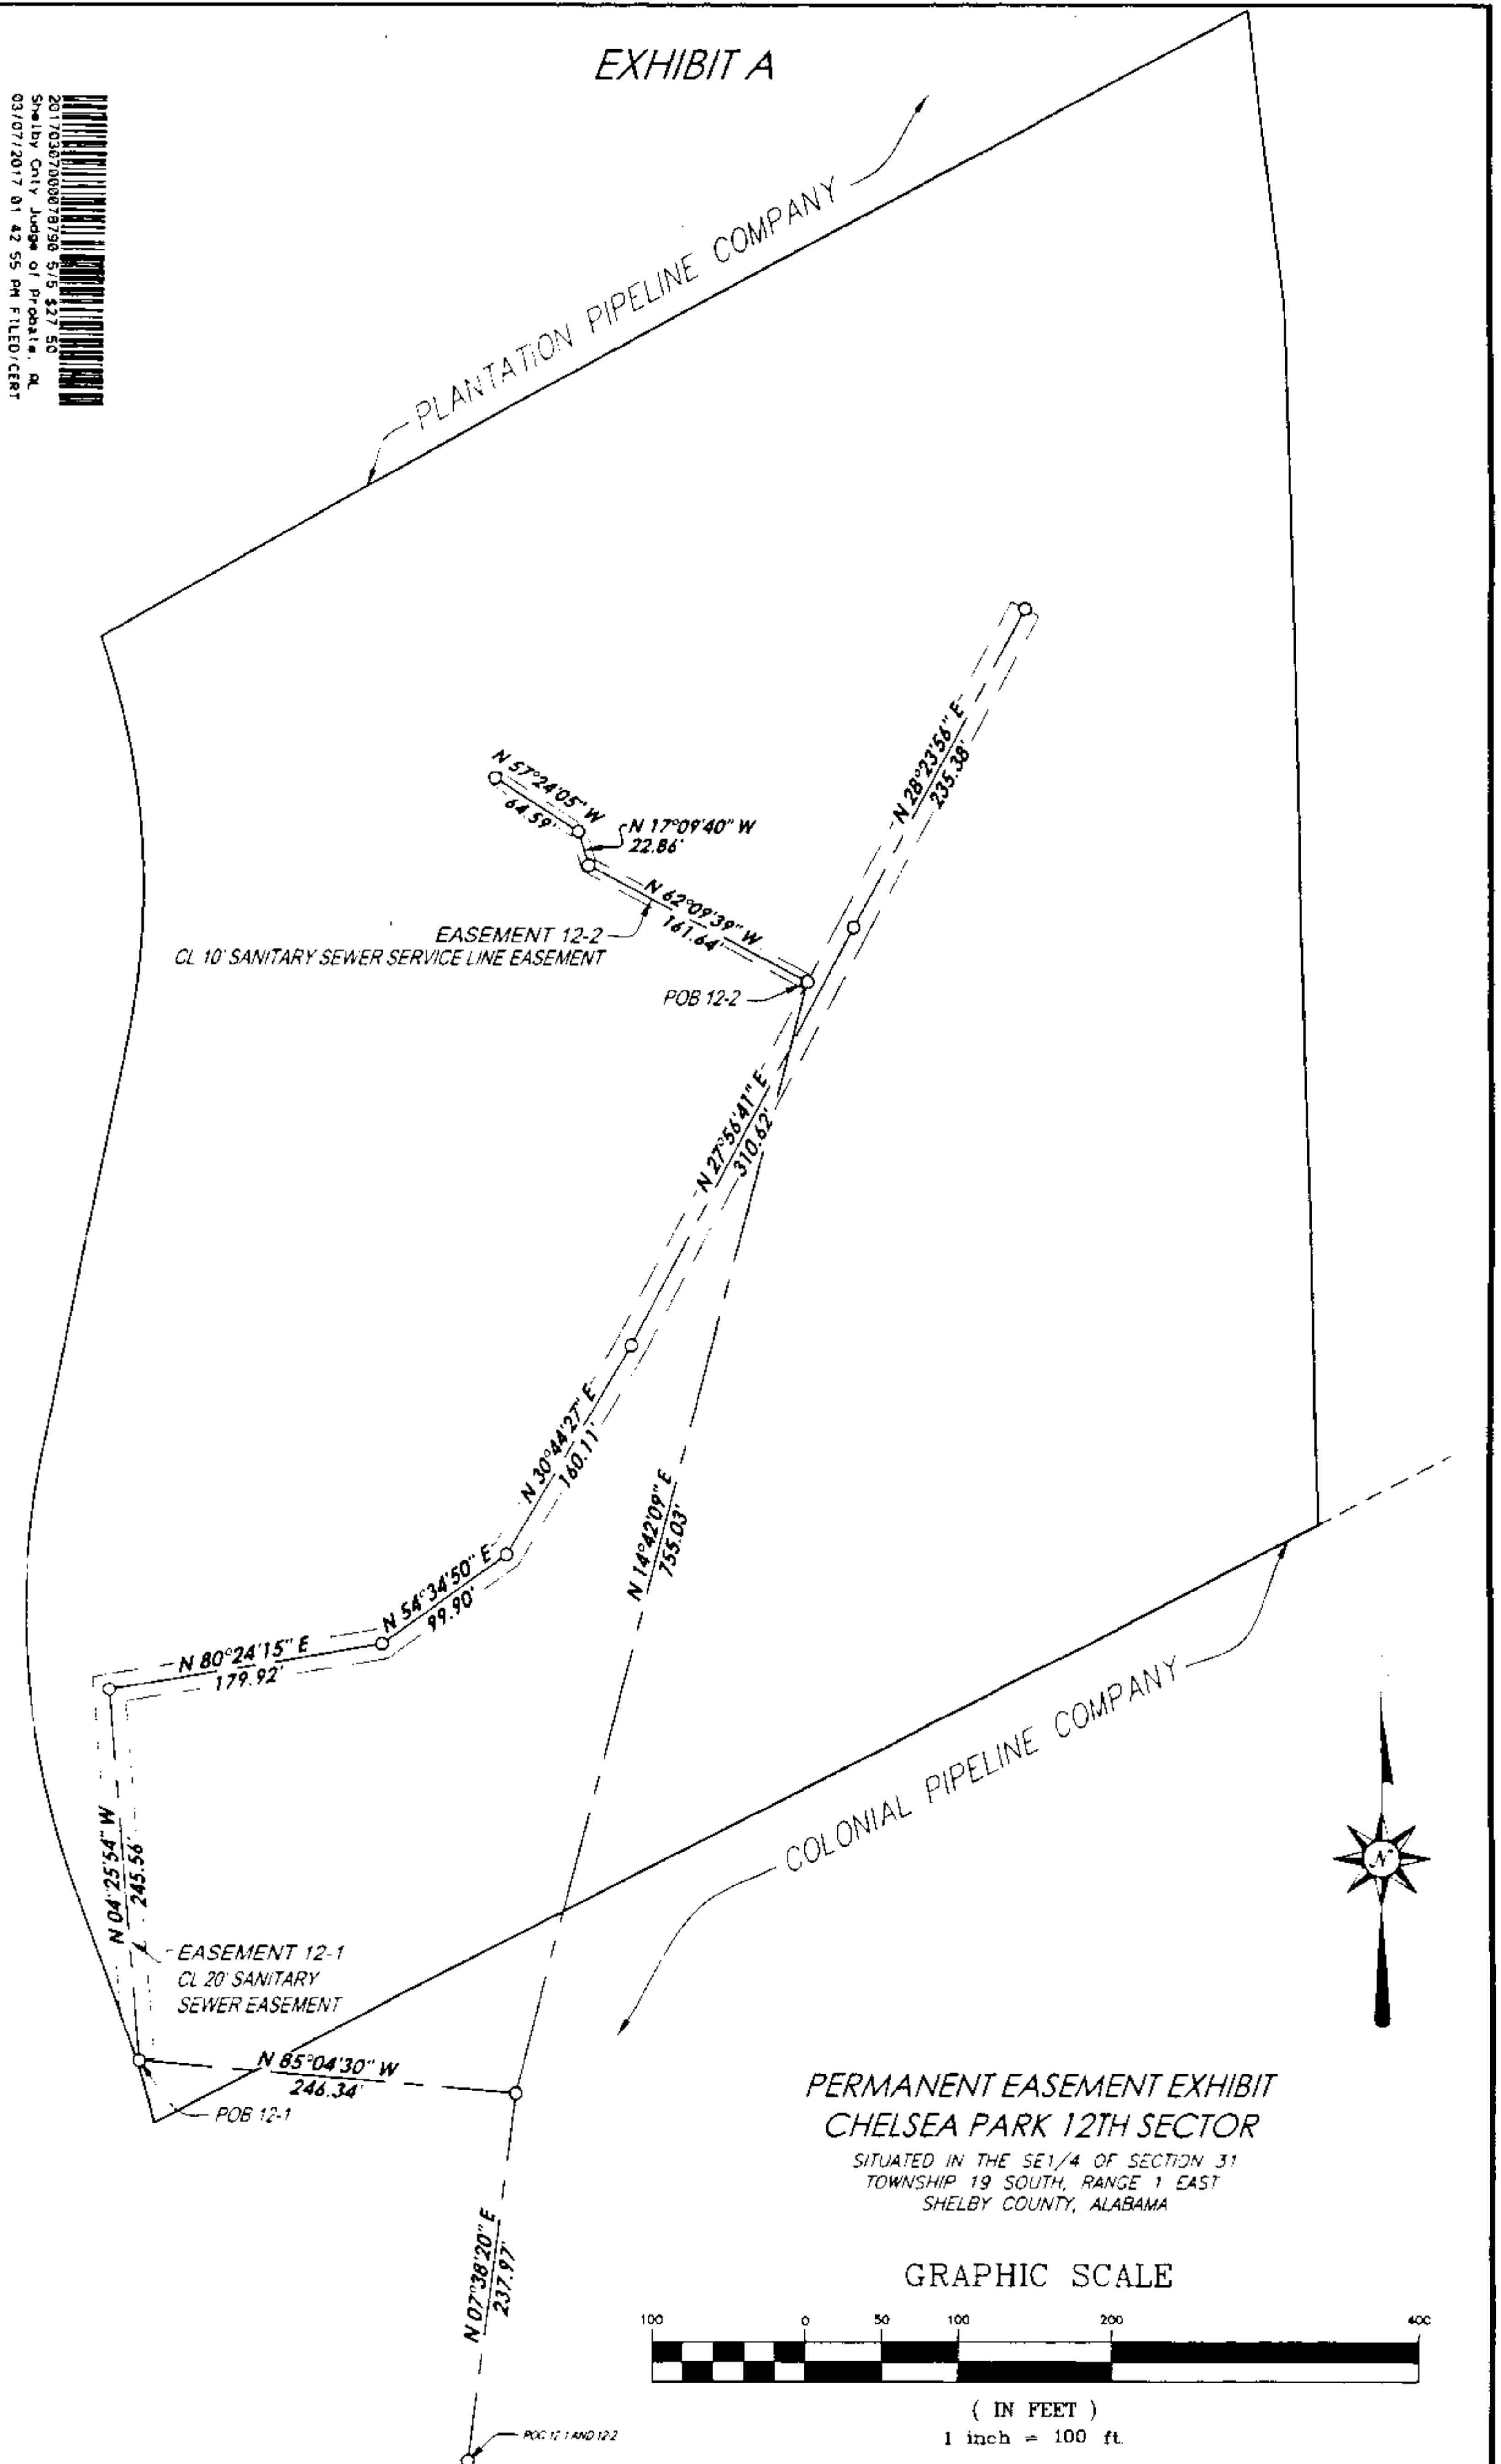 EXHIBIT A
20170307000078790 5/5 $27.50
Shelby Cnty Judge of Probate, AL
03/07/2017 01:42:55 PM FILED/CERT
PLANTATION PIPELINE COMPANY
N 28°23'56" E
235.38'
N 57°24'05" W
64.59'
N 17°09'40" W
22.86'
N 62°09'39" W
161.64'
EASEMENT 12-2
CL 10' SANITARY SEWER SERVICE LINE EASEMENT
POB 12-2
N 27°56'41" E
310.62'
N 30°44'27" E
160.11'
N 14°42'09" E
755.03'
N 54°34'50" E
99.90'
N 80°24'15" E
179.92'
COLONIAL PIPELINE COMPANY
N 04°25'54" W
245.56'
EASEMENT 12-1
CL 20' SANITARY
SEWER EASEMENT
N 85°04'30" W
246.34'
POB 12-1
N
PERMANENT EASEMENT EXHIBIT
CHELSEA PARK 12TH SECTOR
SITUATED IN THE SE1/4 OF SECTION 31
TOWNSHIP 19 SOUTH, RANGE 1 EAST
SHELBY COUNTY, ALABAMA
N 07°38'20" E
237.97'
GRAPHIC SCALE
100 0 50 100 200 400
( IN FEET )
1 inch = 100 ft.
POC 12-1 AND 12-2